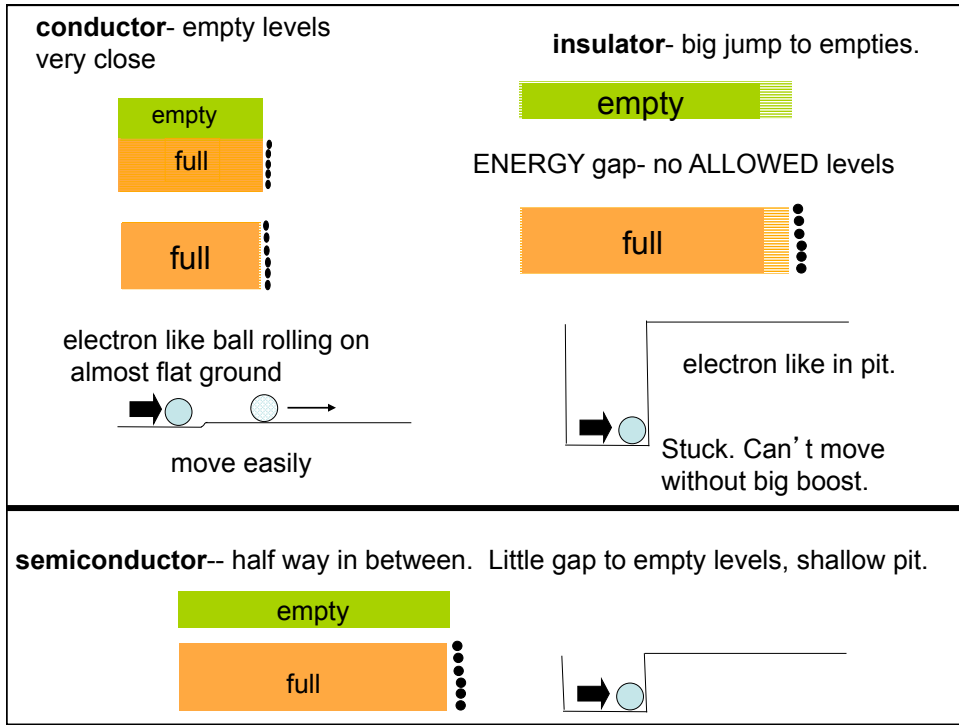 conductor- empty levels
very close
empty
full
full
electron like ball rolling on
almost flat ground
move easily
insulator- big jump to empties.
empty
ENERGY gap- no ALLOWED levels
full
electron like in pit.
Stuck. Can’t move
without big boost.
semiconductor-- half way in between. Little gap to empty levels, shallow pit.
empty
full